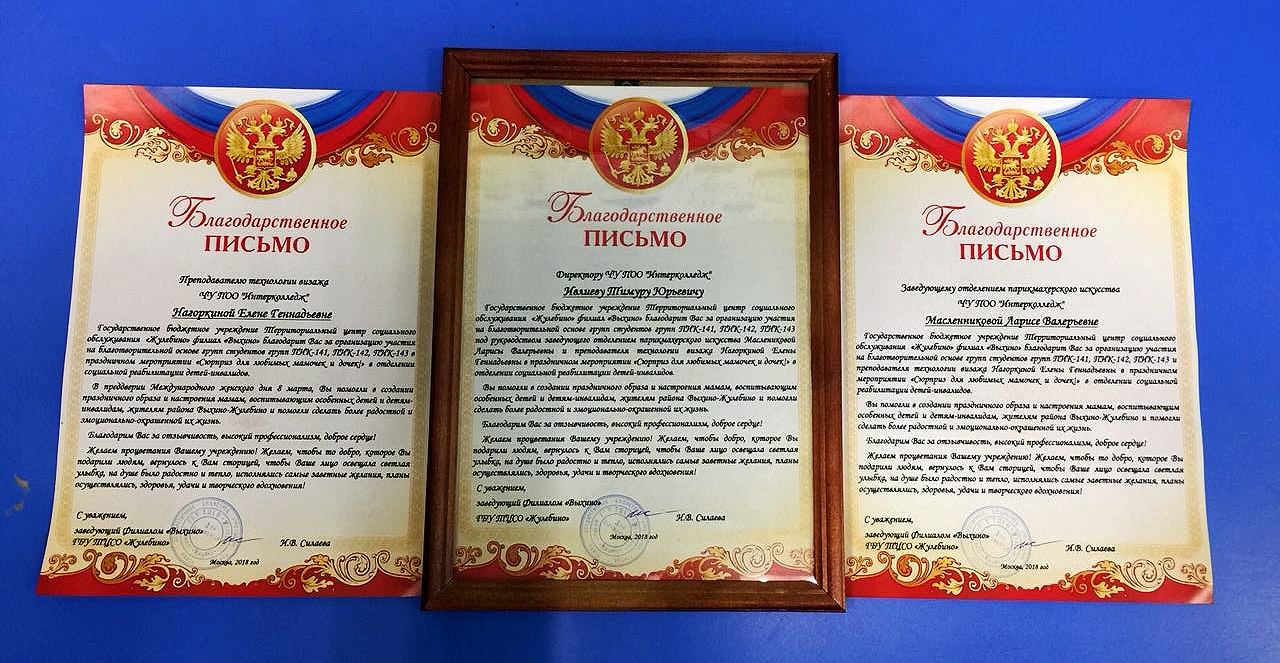 Благодарственное
ПИСЬМО
Преподавателю технологии визажа
ЧУ ПОО "Интерколледж"
Нагоркиной Елене Геннадьевне
Государственное бюджетное учреждение Территориальный центр социального
обслуживания «Жулебино» филиал «Выхино» благодарит Вас за организацию участия
на благотворительной основе групп студентов групп ПИК-141, ПИК-142, ПИК-143 в
праздничном мероприятии «Сюрприз для любимых мамочек и дочек!» в отделении
социальной реабилитации детей-инвалидов.
В преддверии Международного женского дня 8 марта, Вы помогли в создании
праздничного образа и настроения мамам, воспитывающим особенных детей и детям-
инвалидам, жителям района Выхино-Жулебино и помогли сделать более радостной и
эмоционально-окрашенной их жизнь.
Благодарим Вас за отзывчивость, высокий профессионализм, доброе сердце!
Желаем процветания Вашему учреждению! Желаем, чтобы то добро, которое Вы
подарили людям, вернулось к Вам сторицей, чтобы Ваше лицо освещала светлая
улыбка, на душе было радостно и тепло, исполнялись самые заветные желания, планы
осуществлялись, здоровья, удачи и творческого вдохновения!
С уважением,
заведующий Филиалом «Выхино»
ГБУ ТЦСО «Жулебино» И.В. Силаева
Москва, 2018 год
Благодарственное
ПИСЬМО
Директору ЧУ ПОО "Интерколледж"
Ивлиеву Тимуру Юрьевичу
Государственное бюджетное учреждение Территориальный центр социального
обслуживания «Жулебино» филиал «Выхино» благодарит Вас за организацию участия
на благотворительной основе групп студентов групп ПИК-141, ПИК-142, ПИК-143
под руководством заведующего отделением парикмахерского искусства Маслениковой
Ларисы Валерьевны и преподавателя технологии визажа Нагоркиной Елены
Геннадьевны в праздничном мероприятии «Сюрприз для любимых мамочек и дочек!» в
отделении социальной реабилитации детей-инвалидов.
Вы помогли в создании праздничного образа и настроения мамам, воспитывающим
особенных детей и детям-инвалидам, жителям района Выхино-Жулебино и помогли
сделать более радостной и эмоционально-окрашенной их жизнь.
Благодарим Вас за отзывчивость, высокий профессионализм, доброе сердце!
Желаем процветания Вашему учреждению! Желаем, чтобы добро, которое Вы
подарили людям, вернулось к Вам сторицей, чтобы Ваше лицо освещала светлая
улыбка, на душе было радостно и тепло, исполнялись самые заветные желания, планы
осуществлялись, здоровья, удачи и творческого вдохновения!
С уважением,
заведующий Филиалом «Выхино»
ГБУ ТЦСО «Жулебино» И.В. Силаева
Москва, 2018 год
Благодарственное
ПИСЬМО
Заведующему отделением парикмахерского искусства
ЧУ ПОО "Интерколледж"
Масленниковой Ларисе Валерьевне
Государственное бюджетное учреждение Территориальный центр социального
обслуживания «Жулебино» филиал «Выхино» благодарит Вас за организацию участия
на благотворительной основе групп студентов групп ПИК-141, ПИК-142, ПИК-143 и
преподавателя технологии визажа Нагоркиной Елены Геннадьевны в праздничном
мероприятии «Сюрприз для любимых мамочек и дочек!» в отделении социальной
реабилитации детей-инвалидов.
Вы помогли в создании праздничного образа и настроения мамам, воспитывающим
особенных детей и детям-инвалидам, жителям района Выхино-Жулебино и помогли
сделать более радостной и эмоционально-окрашенной их жизнь.
Благодарим Вас за отзывчивость, высокий профессионализм, доброе сердце!
Желаем процветания Вашему учреждению! Желаем, чтобы то добро, которое Вы
подарили людям, вернулось к Вам сторицей, чтобы Ваше лицо освещала светлая
улыбка, на душе было радостно и тепло, исполнялись самые заветные желания, планы
осуществлялись, здоровья, удачи и творческого вдохновения!
С уважением,
заведующий Филиалом «Выхино»
ГБУ ТЦСО «Жулебино» И.В. Силаева
Москва, 2018 год